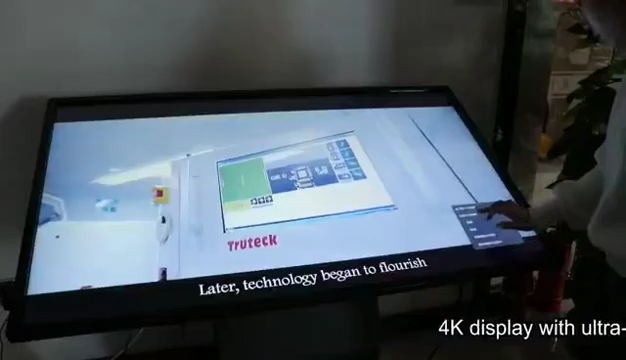 Truteck
Later, technology began to flourish
4K display with ultra-